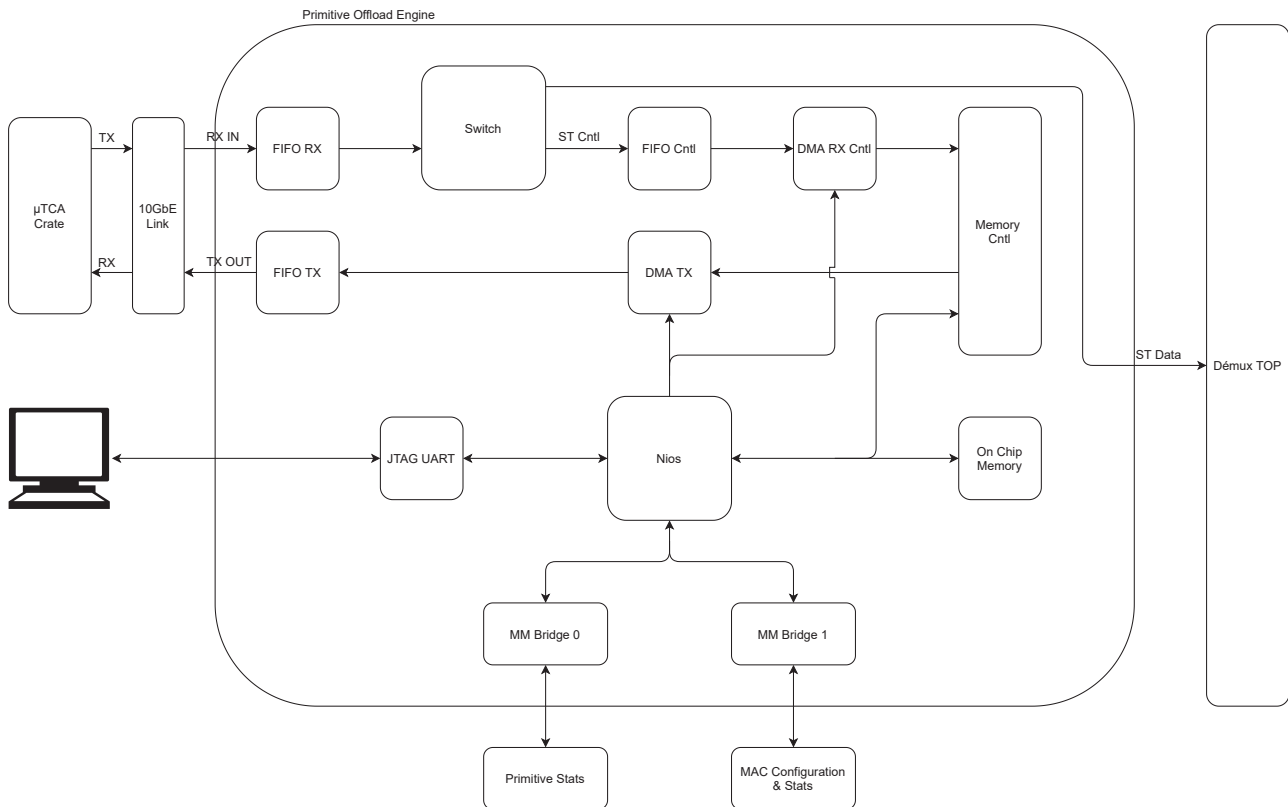 Primitive Offload Engine
TX
RX IN
Switch
ST Cntl
FIFO RX
FIFO Cntl
DMA RX Cntl
µTCA
Crate
10GbE
Link
Memory
Cntl
RX
TX OUT
FIFO TX
DMA TX
ST Data
Démux TOP
JTAG UART
Nios
On Chip
Memory
MM Bridge 0
MM Bridge 1
Primitive Stats
MAC Configuration
& Stats